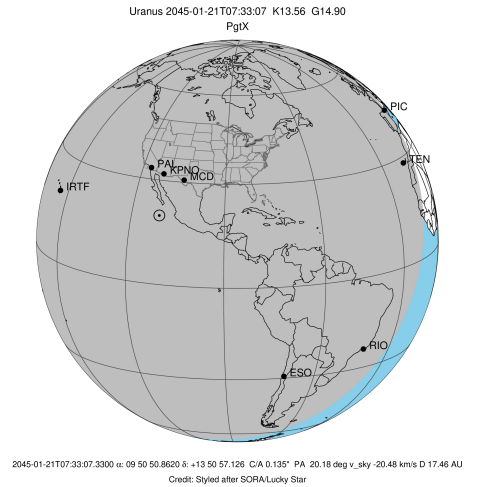 Uranus 2045-01-21T07:33:07 K13.56 G14.90
PgtX
PIC
TEN
PAL
KPNO
MCD
IRTF
RIO
ESO
2045-01-21T07:33:07.3300 α: 09 50 50.8620 δ: +13 50 57.126 C/A 0.135" PA 20.18 deg v_sky -20.48 km/s D 17.46 AU
Credit: Styled after SORA/Lucky Star